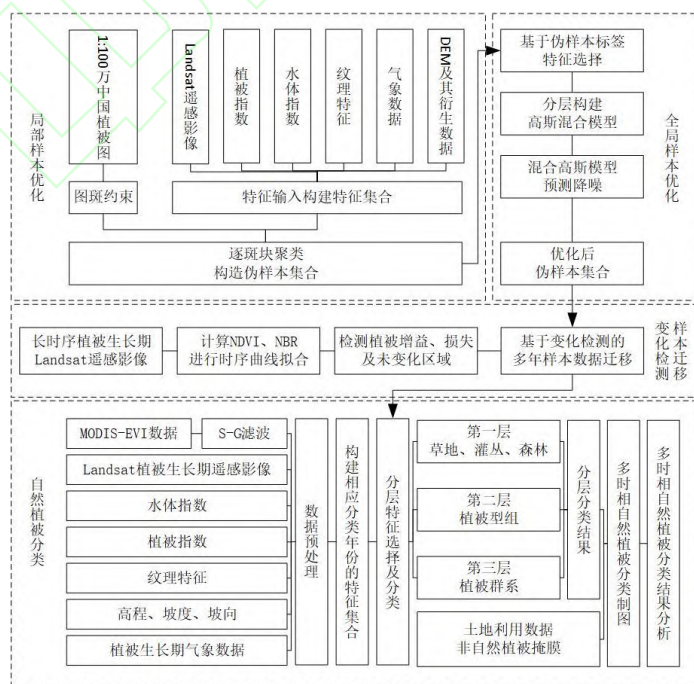 局部样本优化
1:100万中国植被图
Landsat遥感影像
植被指数
水体指数
纹理特征
气象数据
DEM及其衍生数据
图斑约束
特征输入构建特征集合
逐斑块聚类
构造伪样本集合
基于伪样本标签
特征选择
分层构建
高斯混合模型
混合高斯模型
预测降噪
优化后
伪样本集合
全局样本优化
长时序植被生长期
Landsat遥感影像
计算NDVI、NBR
进行时序曲线拟合
检测植被增益、损失
及未变化区域
基于变化检测的
多年样本数据迁移
变化检测
样本迁移
自然植被分类
MODIS-EVI数据
S-G滤波
Landsat植被生长期遥感影像
水体指数
植被指数
纹理特征
高程、坡度、坡向
植被生长期气象数据
数据预处理
构建相应分类年份的特征集合
分层特征选择及分类
第一层
草地、灌丛、森林
第二层
植被型组
第三层
植被群系
土地利用数据
非自然植被掩膜
分层分类结果
多时相自然植被分类制图
多时相自然植被分类结果分析